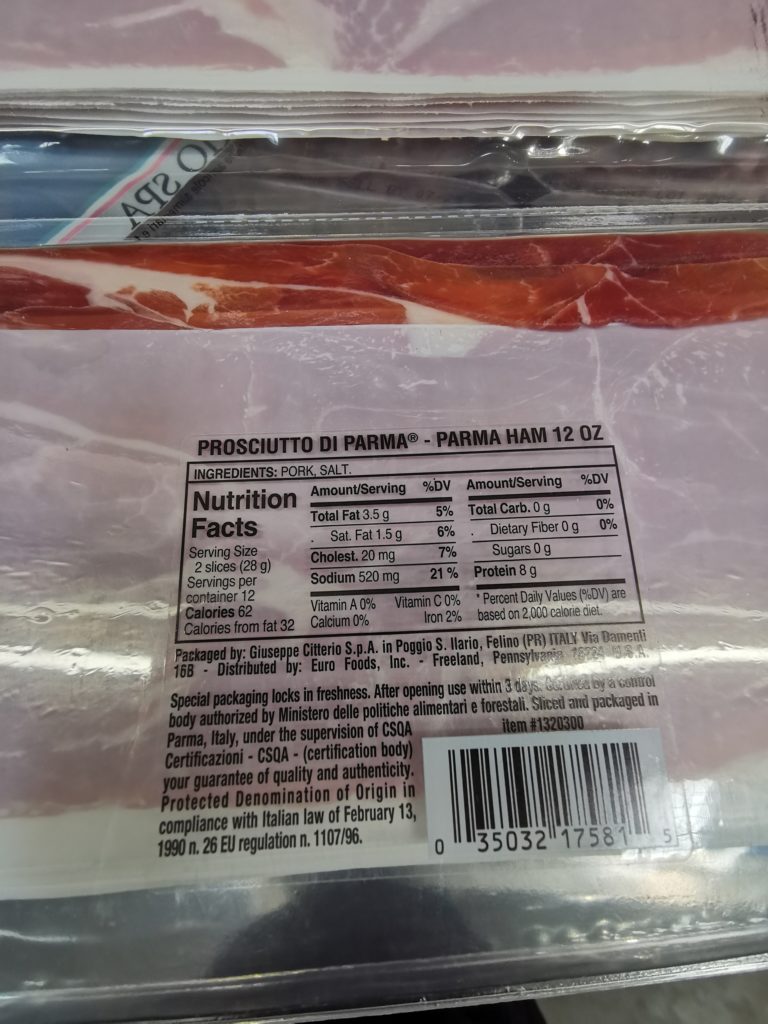 IO SPA
PROSCIUTTO DI PARMA® - PARMA HAM 12 OZ
INGREDIENTS: PORK, SALT.
Nutrition
Facts
Serving Size
2 slices (28 g)
Servings per
container 12
Calories 62
Calories from fat 32
Amount/Serving %DV
Total Fat 3.5 g 5%
Sat. Fat 1.5 g 6%
Cholest. 20 mg 7%
Sodium 520 mg 21 %
Amount/Serving %DV
Total Carb. 0 g 0%
Dietary Fiber 0 g 0%
Sugars 0 g
Protein 8 g
Vitamin A 0% Vitamin C 0%
Calcium 0% Iron 2%
* Percent Daily Values (%DV) are
based on 2,000 calorie diet.
Packaged by: Giuseppe Citterio S.p.A. in Poggio S. Ilario, Felino (PR) ITALY Via Damenti
16B - Distributed by: Euro Foods, Inc. - Freeland, Pennsylvania 18224 U.S.A.
Special packaging locks in freshness. After opening use within 3 days. by a control
body authorized by Ministero delle politiche alimentari e forestali. Sliced and packaged in
Parma, Italy, under the supervision of CSQA
Certificazioni - CSQA - (certification body)
your guarantee of quality and authenticity.
Protected Denomination of Origin in
compliance with Italian law of February 13,
1990 n. 26 EU regulation n. 1107/96.
item #1320300
0 35032 17581 5